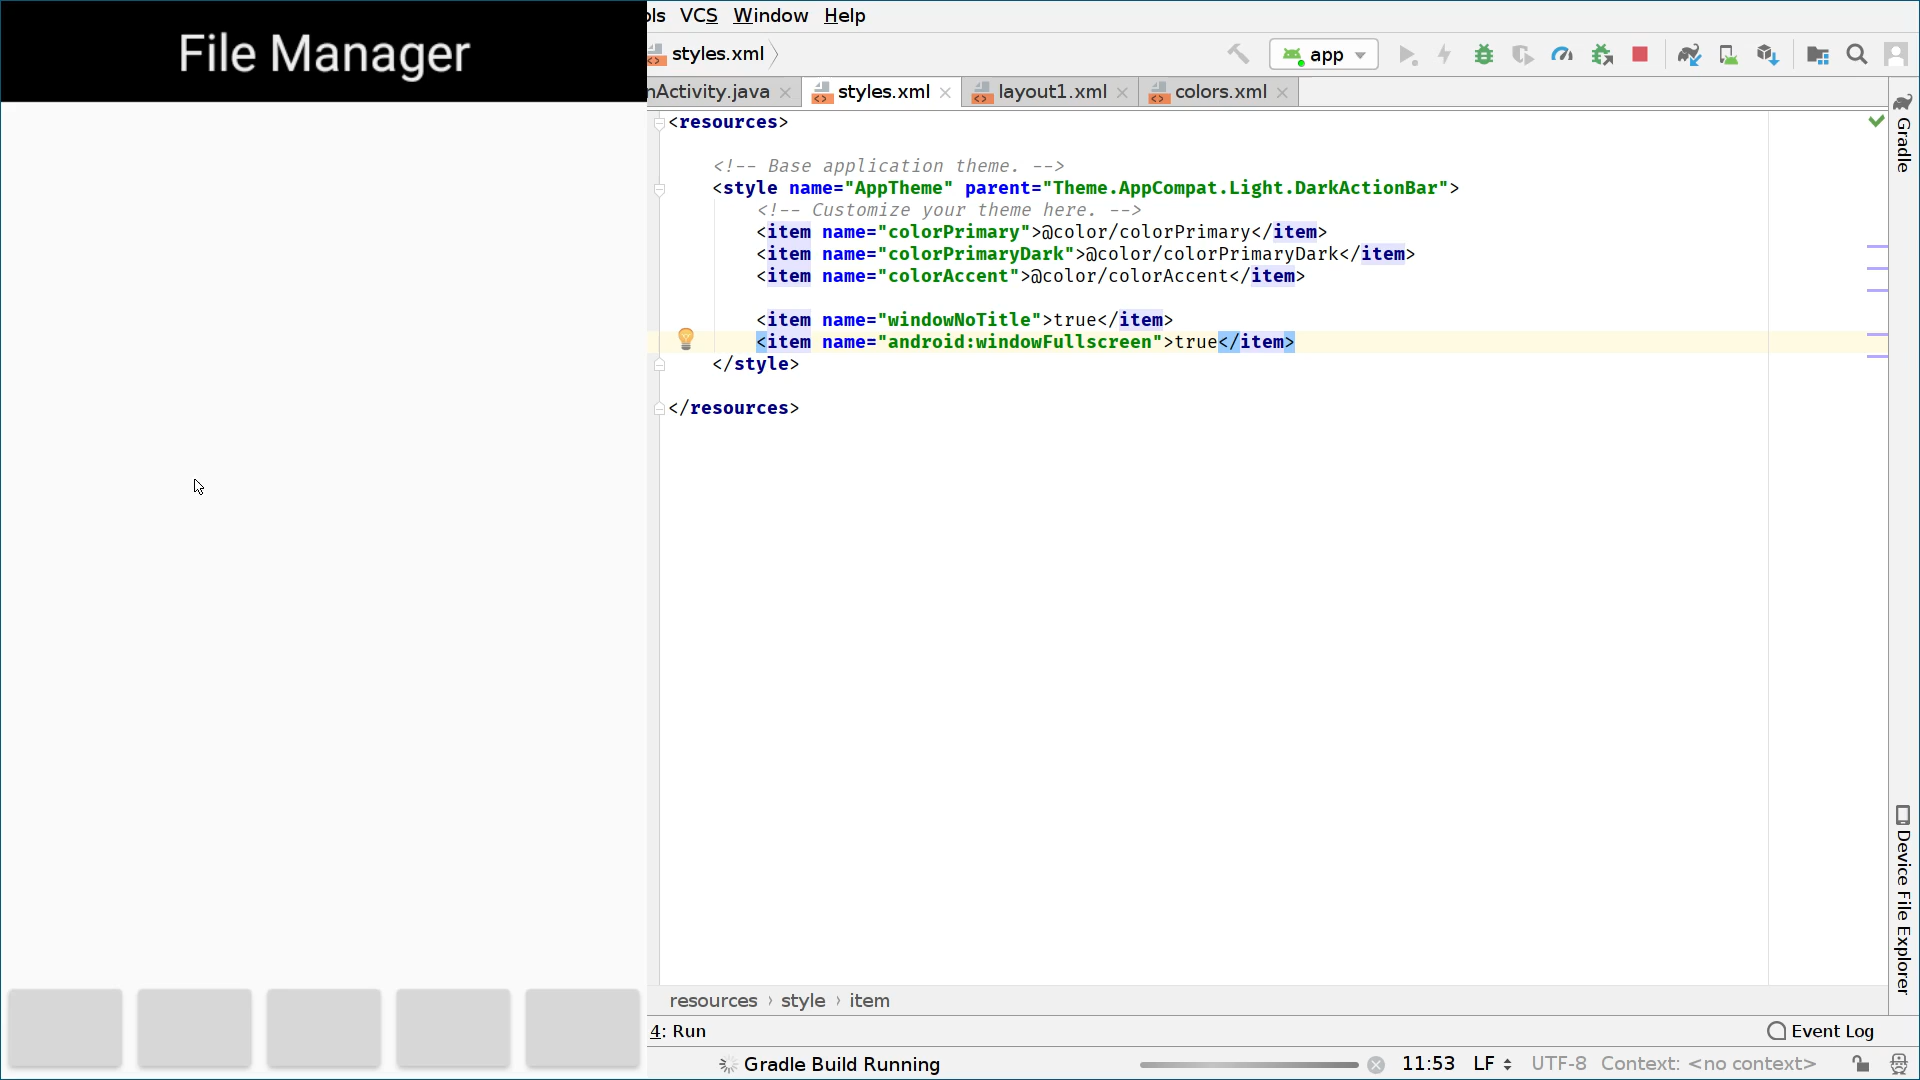 File Manager
VCS Window Help
styles.xml
app
styles.xml
layout1.xml
colors.xml
<resources>
<!-- Base application theme. -->
<style name="AppTheme" parent="Theme.AppCompat.Light.DarkActionBar">
<!-- Customize your theme here. -->
<item name="colorPrimary">@color/colorPrimary</item>
<item name="colorPrimaryDark">@color/colorPrimaryDark</item>
<item name="colorAccent">@color/colorAccent</item>
<item name="windowNoTitle">true</item>
<item name="android:windowFullscreen">true</item>
</style>
</resources>
Gradle
Device File Explorer
resources › style › item
4: Run
Event Log
Gradle Build Running
11:53 LF UTF-8 Context: <no context>